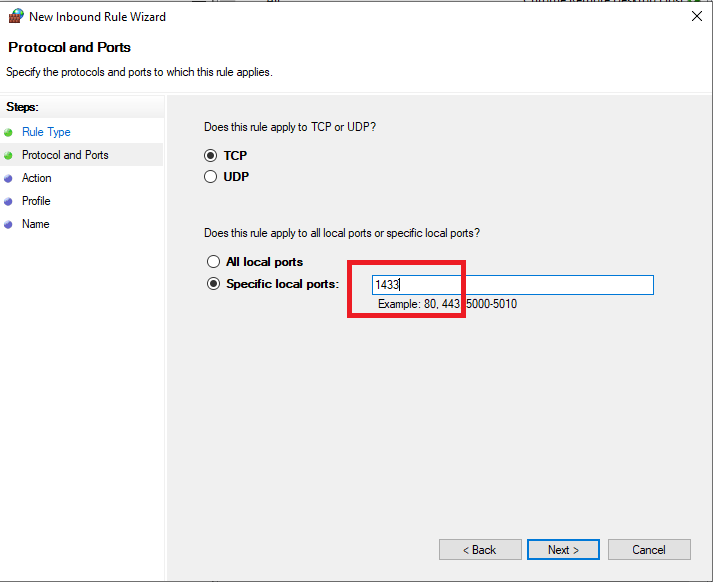 New Inbound Rule Wizard
Protocol and Ports
Specify the protocols and ports to which this rule applies.
Steps:
Rule Type
Protocol and Ports
Action
Profile
Name
Does this rule apply to TCP or UDP?
TCP
UDP
Does this rule apply to all local ports or specific local ports?
All local ports
Specific local ports:
1433
Example: 80, 443, 5000-5010
< Back
Next >
Cancel